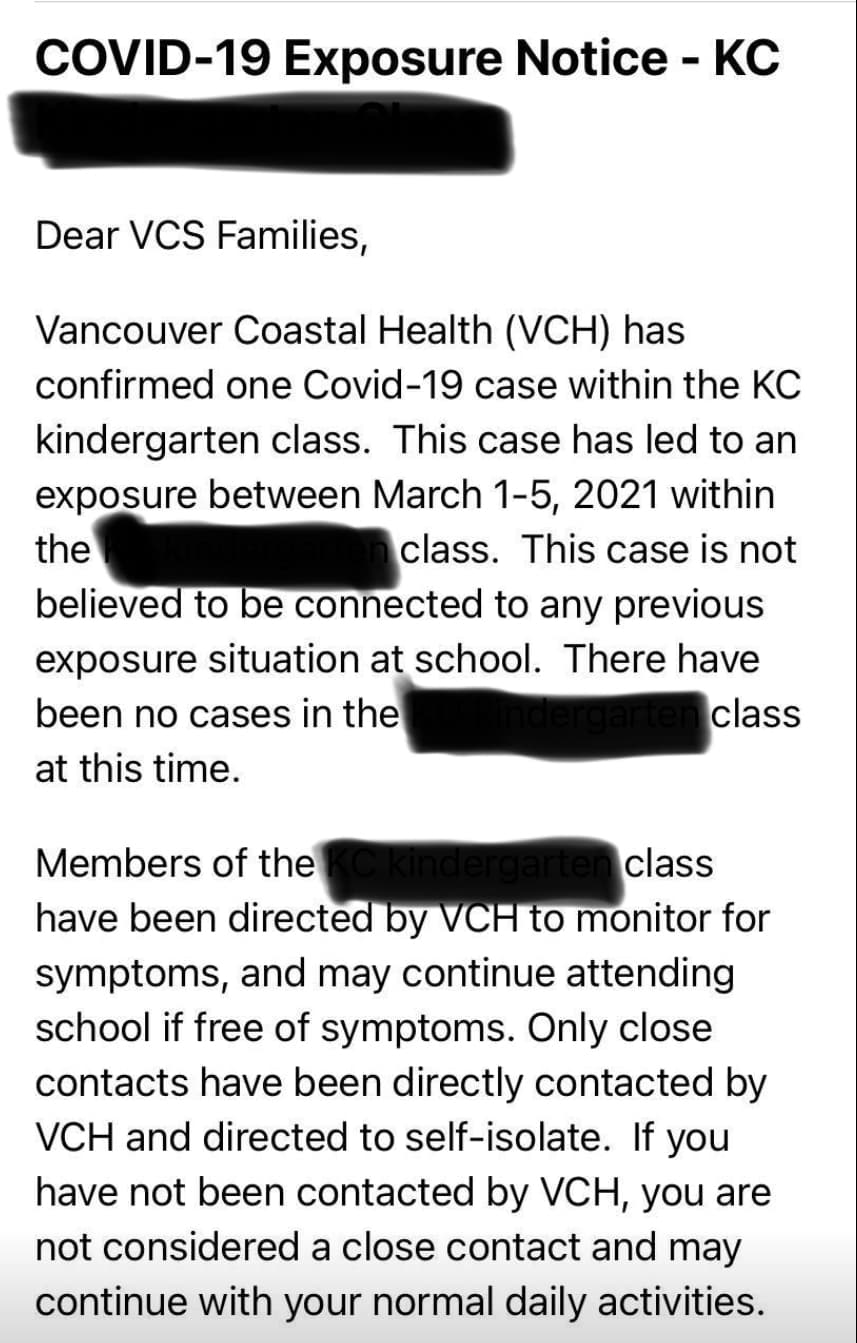 COVID-19 Exposure Notice - KC
Dear VCS Families,
Vancouver Coastal Health (VCH) has
confirmed one Covid-19 case within the KC
kindergarten class.  This case has led to an
exposure between March 1-5, 2021 within
the class.  This case is not
believed to be connected to any previous
exposure situation at school.  There have
been no cases in the class
at this time.
Members of the KC kindergarten class
have been directed by VCH to monitor for
symptoms, and may continue attending
school if free of symptoms. Only close
contacts have been directly contacted by
VCH and directed to self-isolate.  If you
have not been contacted by VCH, you are
not considered a close contact and may
continue with your normal daily activities.